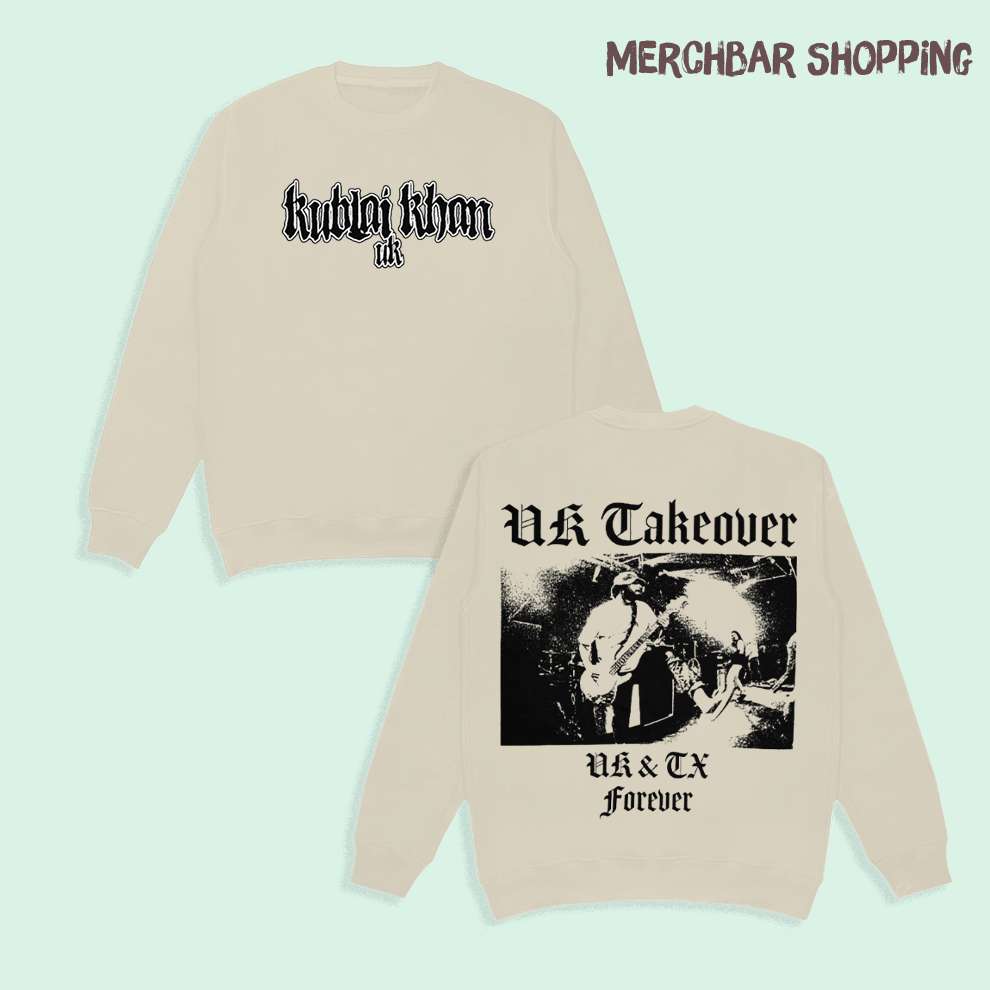 MERCHBAR SHOPPING
kublai khan
uk
UK Takeover
UK & TX
Forever